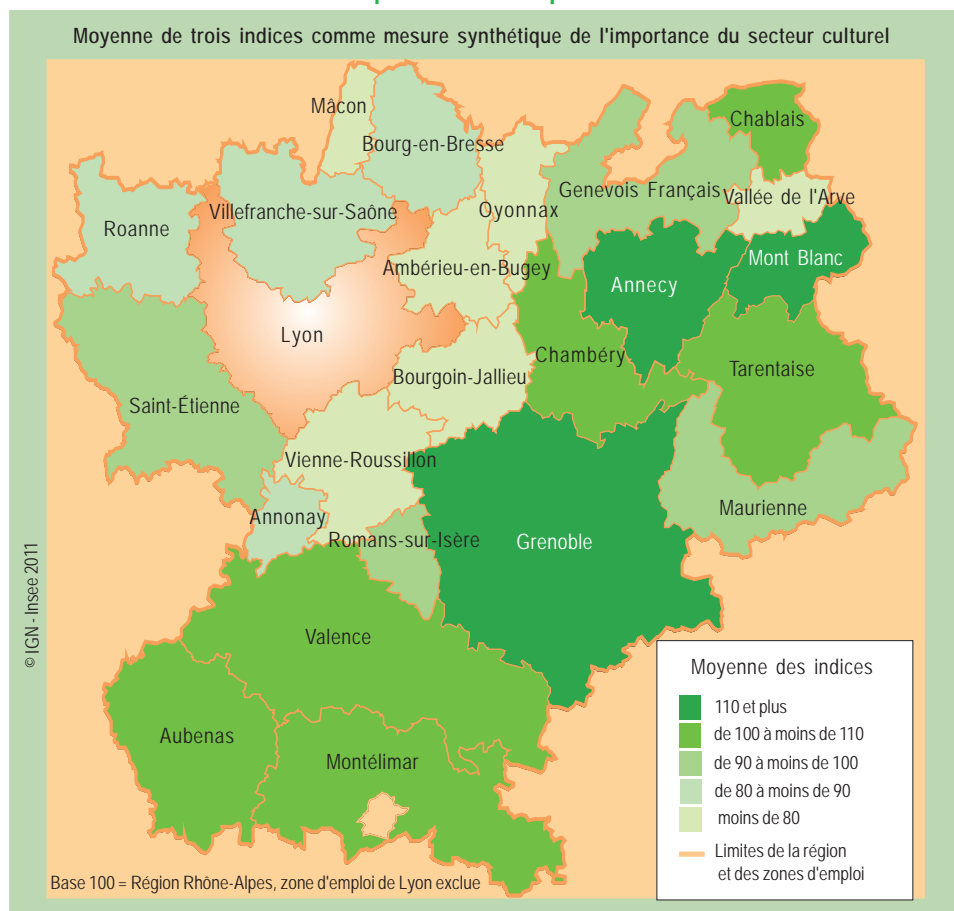 Moyenne de trois indices comme mesure synthétique de l'importance du secteur culturel
Mâcon
Bourg-en-Bresse
Chablais
Genevois Français
Vallée de l'Arve
Villefranche-sur-Saône
Oyonnax
Roanne
Mont Blanc
Ambérieu-en-Bugey
Annecy
Lyon
Chambéry
Tarentaise
Bourgoin-Jallieu
Saint-Étienne
Vienne-Roussillon
Maurienne
Annonay
Romans-sur-Isère
Grenoble
© IGN - Insee 2011
Valence
Aubenas
Montélimar
Moyenne des indices
110 et plus
de 100 à moins de 110
de 90 à moins de 100
de 80 à moins de 90
moins de 80
Limites de la région
et des zones d'emploi
Base 100 = Région Rhône-Alpes, zone d'emploi de Lyon exclue